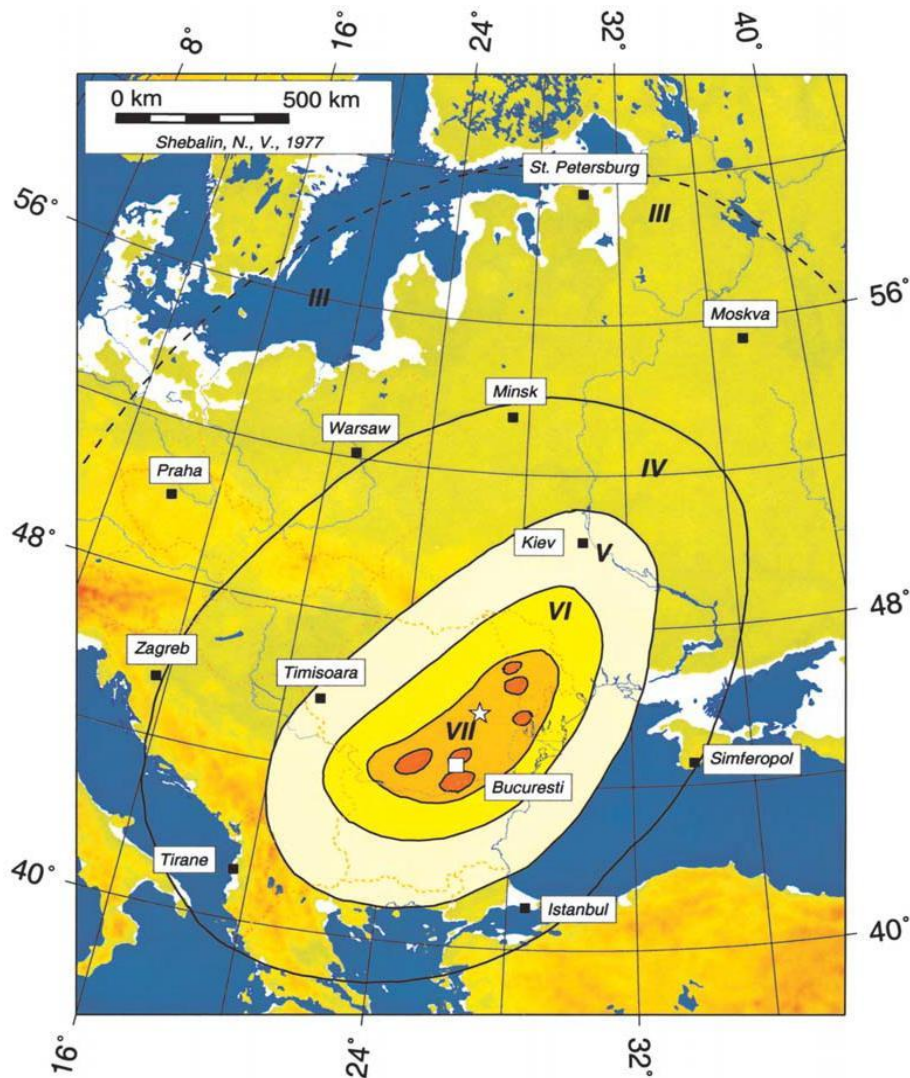 8°
16°
24°
32°
40°
0 km 500 km
Shebalin, N., V., 1977
St. Petersburg
III
56°
III
56°
Moskva
Minsk
Warsaw
IV
Praha
Kiev
V
48°
VI
48°
Zagreb
Timisoara
VII
Simferopol
Bucuresti
Tirane
40°
Istanbul
40°
16°
24°
32°